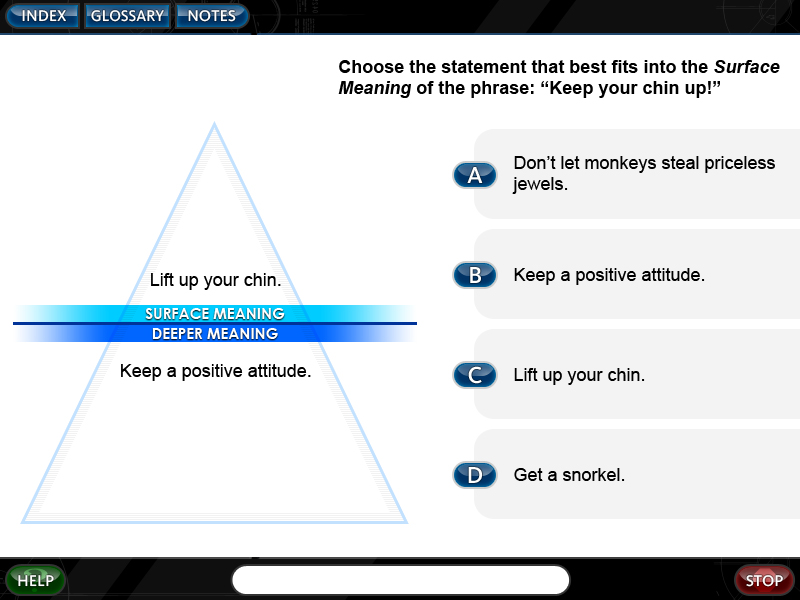 INDEX GLOSSARY NOTES
Choose the statement that best fits into the Surface
Meaning of the phrase: “Keep your chin up!”
A Don’t let monkeys steal priceless
jewels.
B Keep a positive attitude.
C Lift up your chin.
D Get a snorkel.
Lift up your chin.
SURFACE MEANING
DEEPER MEANING
Keep a positive attitude.
HELP STOP